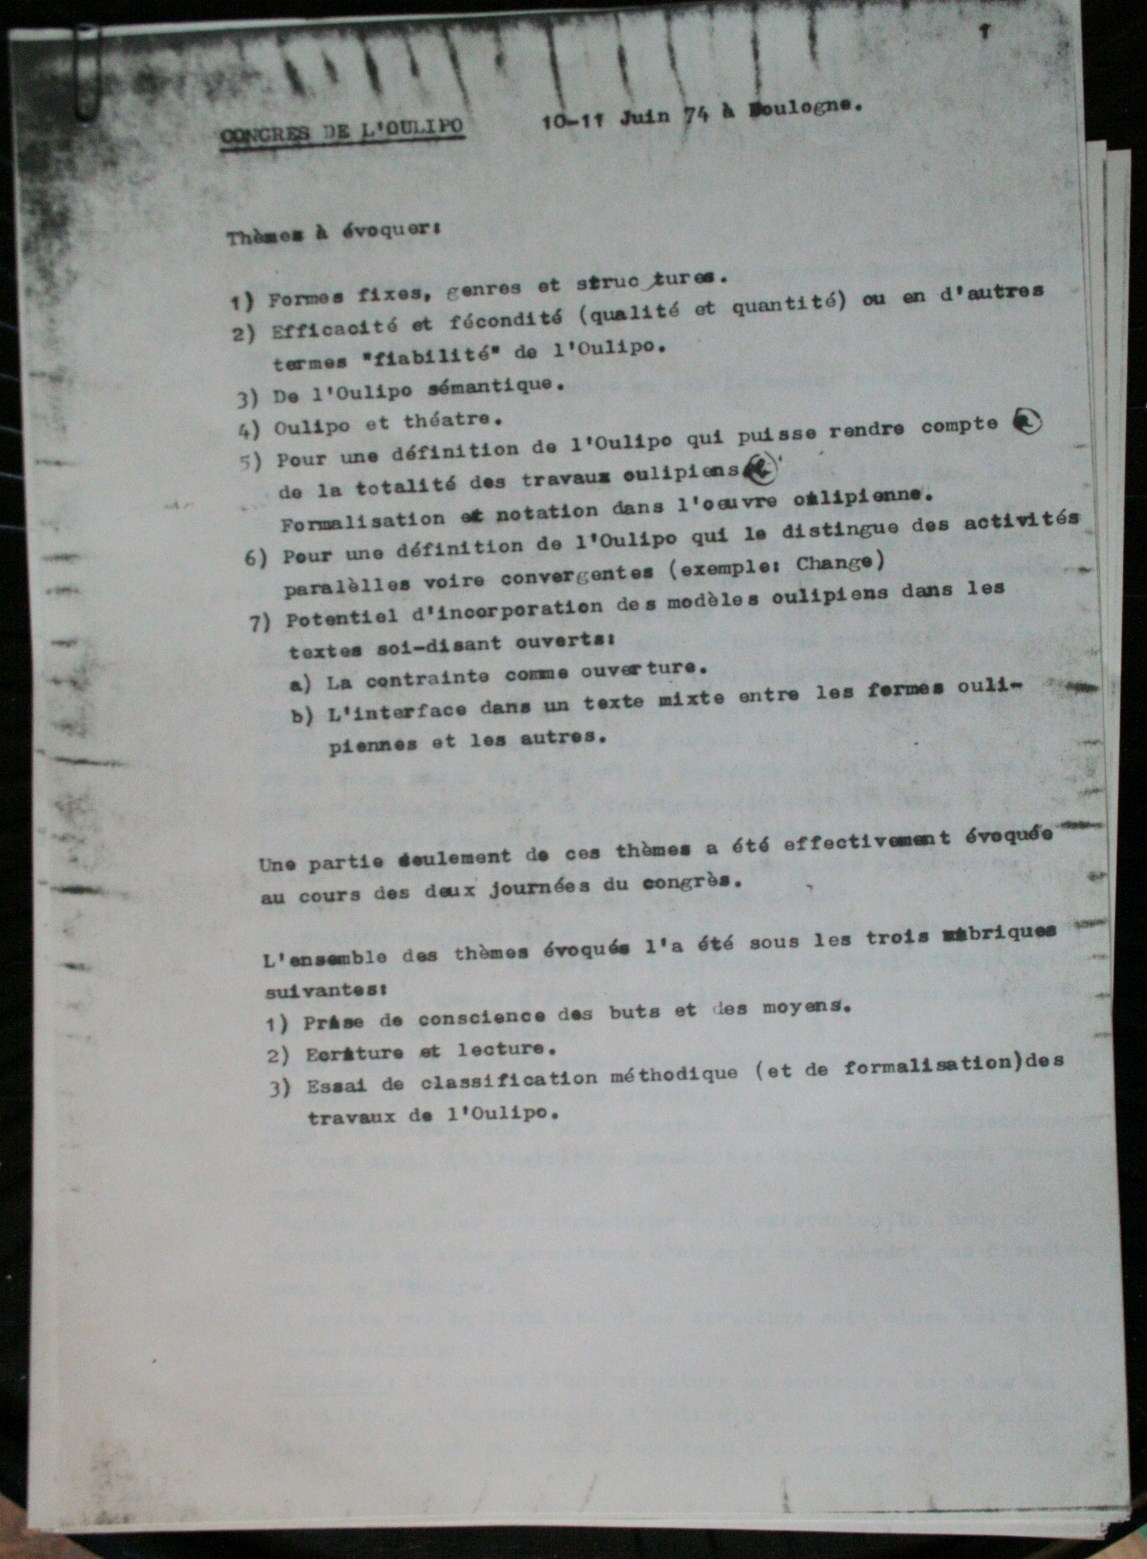 1
CONGRES DE L'OULIPO 10-11 Juin 74 à Boulogne.
Thèmes à évoquer:
1) Formes fixes, genres et structures.
2) Efficacité et fécondité (qualité et quantité) ou en d'autres
termes "fiabilité" de l'Oulipo.
3) De l'Oulipo sémantique.
4) Oulipo et théatre.
5) Pour une définition de l'Oulipo qui puisse rendre compte
de la totalité des travaux oulipiens
Formalisation et notation dans l'oeuvre oulipienne.
6) Pour une définition de l'Oulipo qui le distingue des activités
paralèlles voire convergentes (exemple: Change)
7) Potentiel d'incorporation des modèles oulipiens dans les
textes soi-disant ouverts:
a) La contrainte comme ouverture.
b) L'interface dans un texte mixte entre les formes ouli-
piennes et les autres.
Une partie seulement de ces thèmes a été effectivement évoquée
au cours des deux journées du congrès.
L'ensemble des thèmes évoqués l'a été sous les trois rubriques
suivantes:
1) Prise de conscience des buts et des moyens.
2) Ecriture et lecture.
3) Essai de classification méthodique (et de formalisation)des
travaux de l'Oulipo.